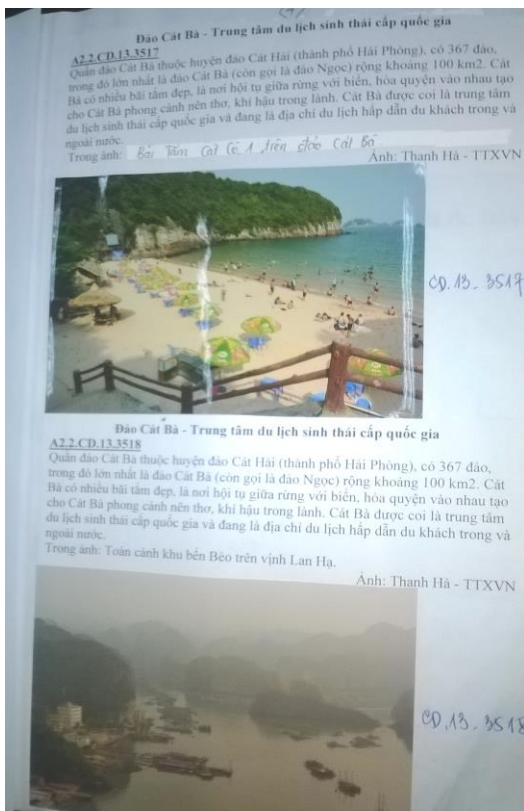 Đảo Cát Bà - Trung tâm du lịch sinh thái cấp quốc gia
A2.2.CD.13.3517
Quần đảo Cát Bà thuộc huyện đảo Cát Hải (thành phố Hải Phòng), có 367 đảo,
trong đó lớn nhất là đảo Cát Bà (còn gọi là đảo Ngọc) rộng khoảng 100 km2. Cát
Bà có nhiều bãi tắm đẹp, là nơi hội tụ giữa rừng với biển, hòa quyện vào nhau tạo
cho Cát Bà phong cảnh nên thơ, khí hậu trong lành. Cát Bà được coi là trung tâm
du lịch sinh thái cấp quốc gia và đang là địa chỉ du lịch hấp dẫn du khách trong và
ngoài nước.
Trong ảnh: Bãi Tắm Cát Cò 1 trên đảo Cát Bà
Ảnh: Thanh Hà - TTXVN
CD.13-3517
Đảo Cát Bà - Trung tâm du lịch sinh thái cấp quốc gia
A2.2.CD.13.3518
Quần đảo Cát Bà thuộc huyện đảo Cát Hải (thành phố Hải Phòng), có 367 đảo,
trong đó lớn nhất là đảo Cát Bà (còn gọi là đảo Ngọc) rộng khoảng 100 km2. Cát
Bà có nhiều bãi tắm đẹp, là nơi hội tụ giữa rừng với biển, hòa quyện vào nhau tạo
cho Cát Bà phong cảnh nên thơ, khí hậu trong lành. Cát Bà được coi là trung tâm
du lịch sinh thái cấp quốc gia và đang là địa chỉ du lịch hấp dẫn du khách trong và
ngoài nước.
Trong ảnh: Toàn cảnh khu bến Bèo trên vịnh Lan Hạ.
Ảnh: Thanh Hà - TTXVN
CD.13-3518